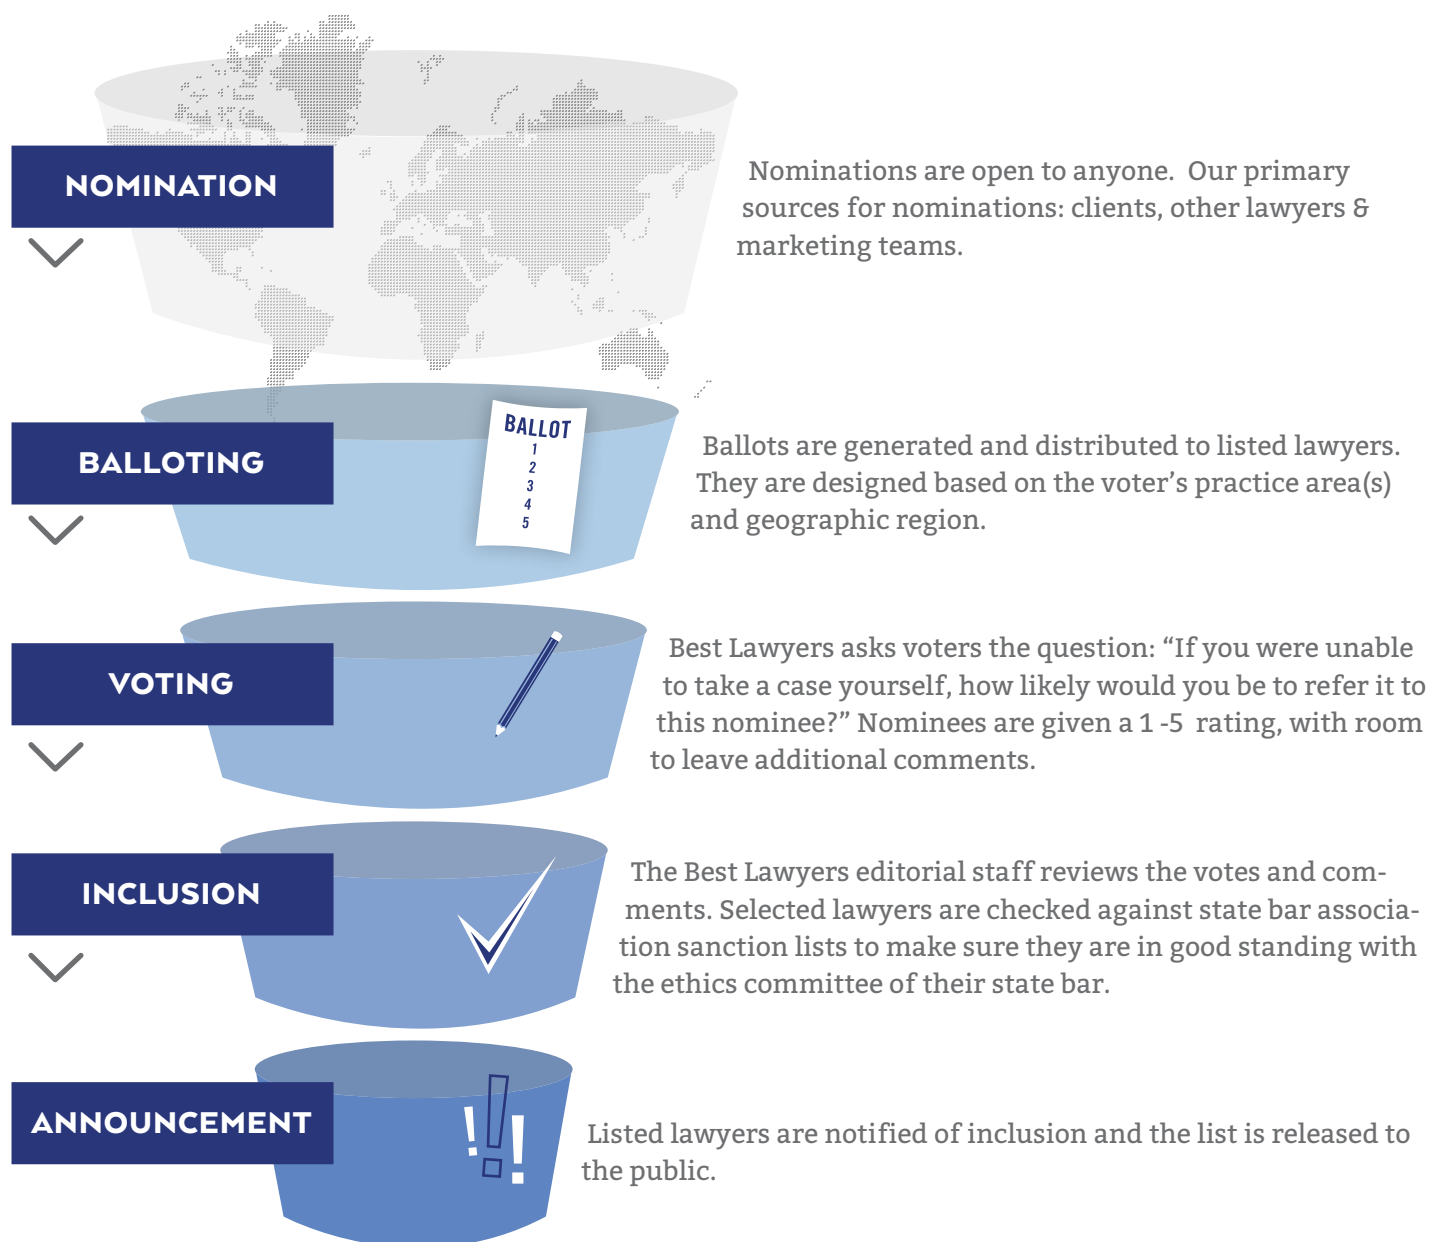 NOMINATION
Nominations are open to anyone.  Our primary
sources for nominations: clients, other lawyers &
marketing teams.
BALLOTING
BALLOT
1
2
3
4
5
Ballots are generated and distributed to listed lawyers.
They are designed based on the voter’s practice area(s)
and geographic region.
VOTING
Best Lawyers asks voters the question: “If you were unable
to take a case yourself, how likely would you be to refer it to
this nominee?” Nominees are given a 1 -5  rating, with room
to leave additional comments.
INCLUSION
The Best Lawyers editorial staff reviews the votes and com-
ments. Selected lawyers are checked against state bar associa-
tion sanction lists to make sure they are in good standing with
the ethics committee of their state bar.
ANNOUNCEMENT
!!!
Listed lawyers are notified of inclusion and the list is released to
the public.